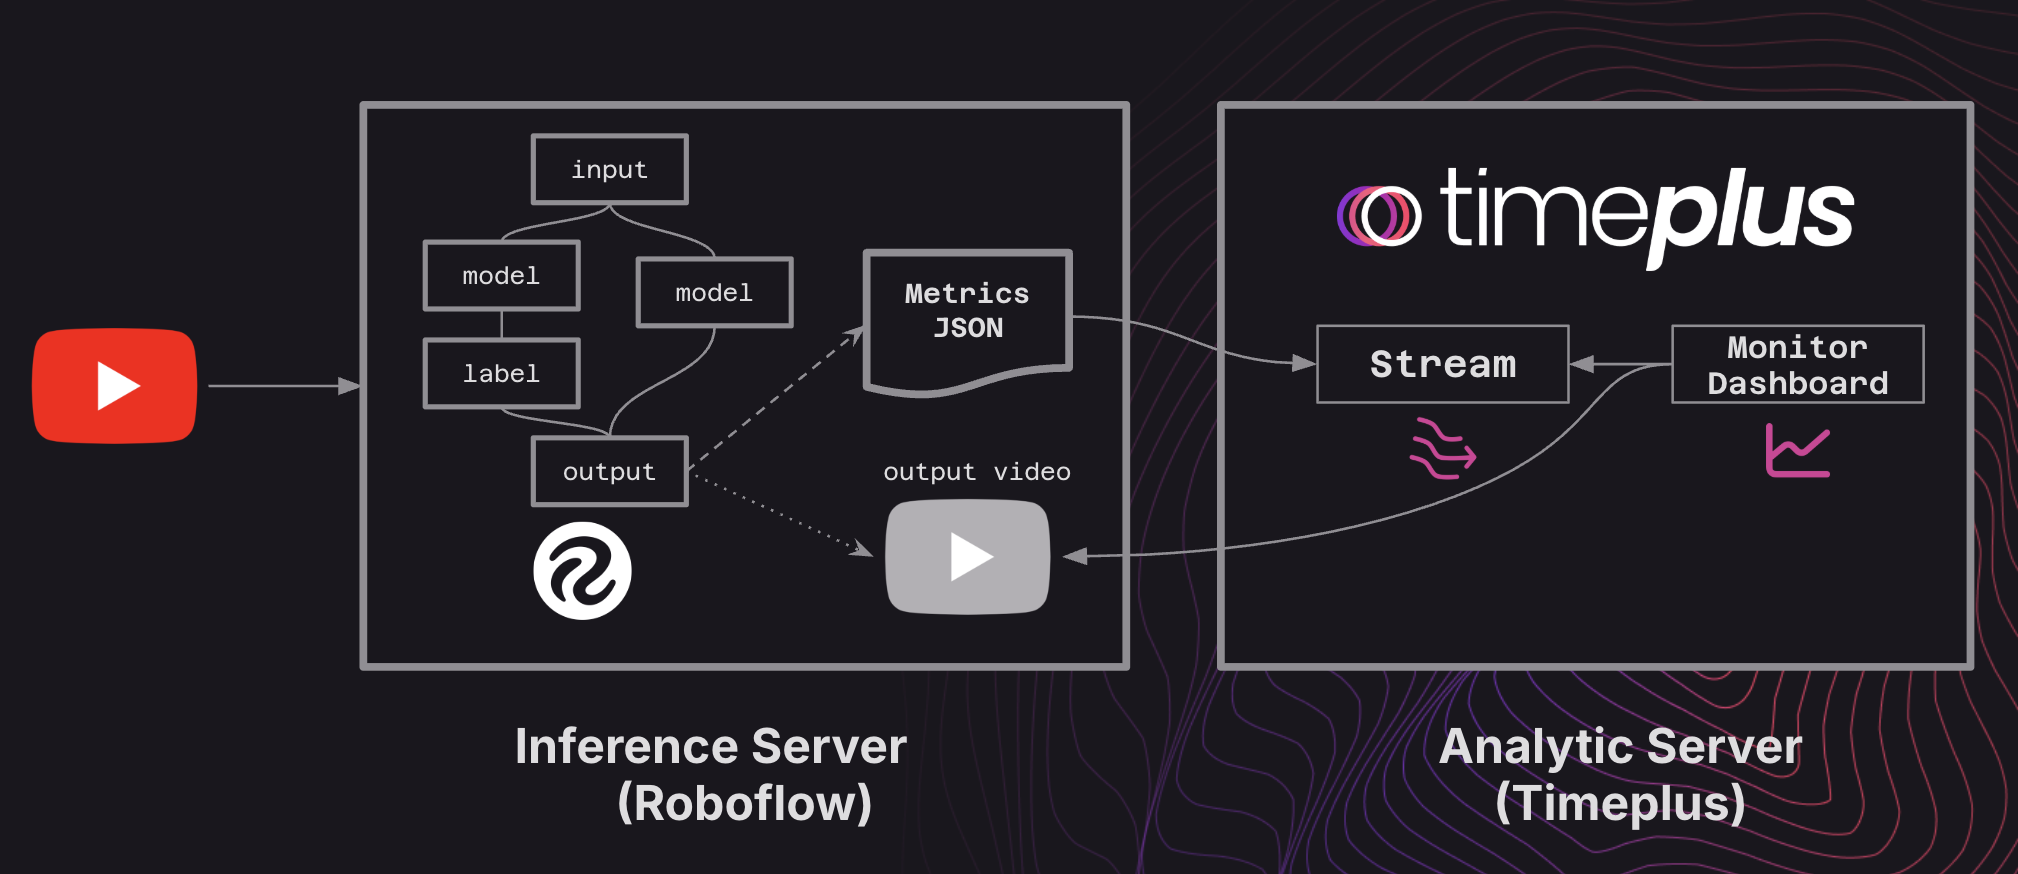 input
model
model
label
output
Metrics
JSON
output video
timeplus
Stream
Monitor
Dashboard
Inference Server
(Roboflow)
Analytic Server
(Timeplus)